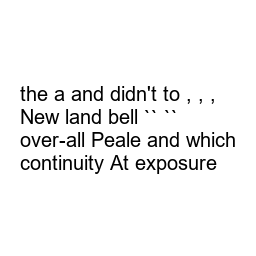 the a and didn't to , , ,
New land bell `` ``
over-all Peale and which
continuity At exposure